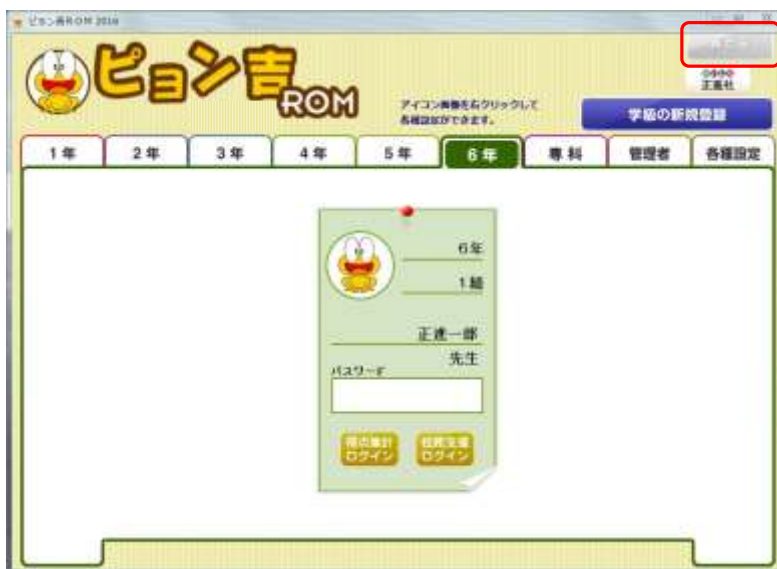 ピョン吉ROM 2016
ピョン吉
ROM
アイコン画像を右クリックして
各種設定ができます。
正進社
学級の新規登録
1年
2年
3年
4年
5年
6年
専科
管理者
各種設定
6年
1組
正進一郎
先生
パスワード
得点集計
ログイン
校務支援
ログイン